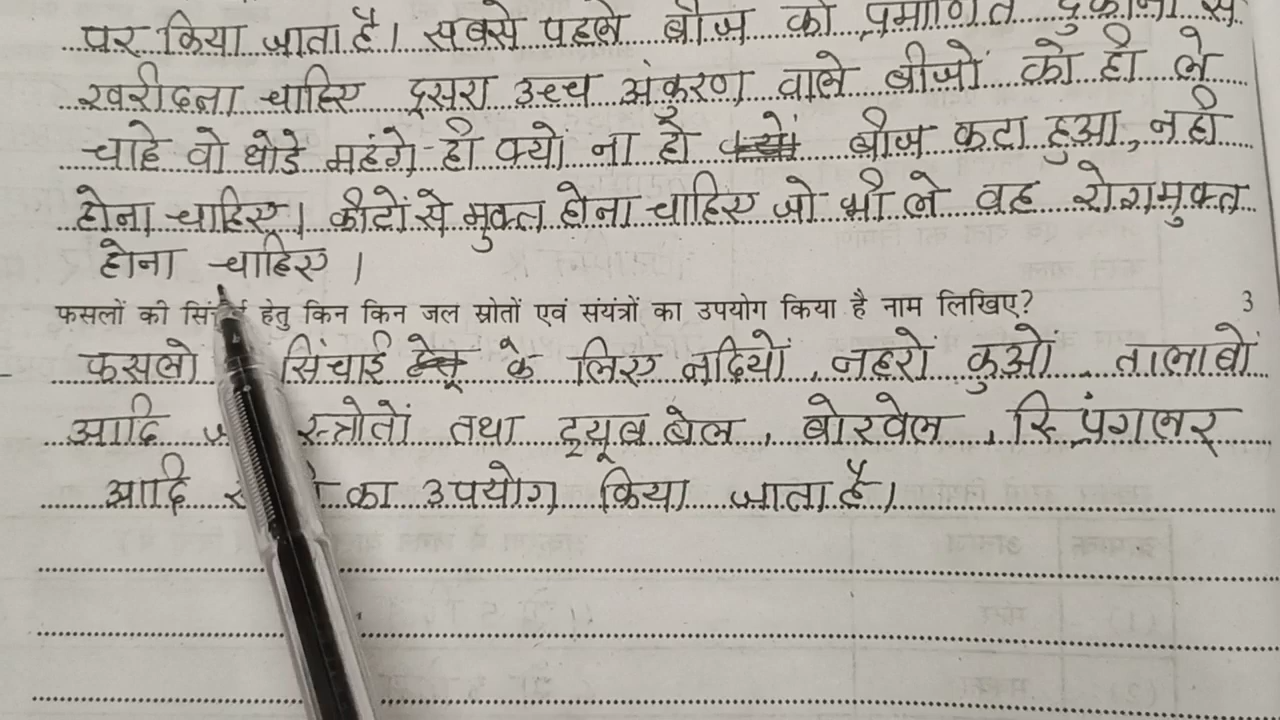 पर किया जाता है। सबसे पहले बीज को प्रमाणित दुकानों से
खरीदना चाहिए दूसरा उच्च अंकुरण वाले बीजों को ही ले
चाहे वो थोडे महंगे ही क्यों ना हो बीज कटा हुआ, नही
होना चाहिए। कीटों से मुक्त होना चाहिए जो भी ले वह रोगमुक्त
होना चाहिए।
फसलों की हेतु किन किन जल स्रोतों एवं संयंत्रों का उपयोग किया है नाम लिखिए? 3
फसलो सिंचाई के लिए नदियों, नहरों कुओं, तालाबों
आदि स्त्रोतों तथा ट्यूब बेल, बोरवेल, स्प्रिंगलर
आदि का उपयोग किया जाता है।